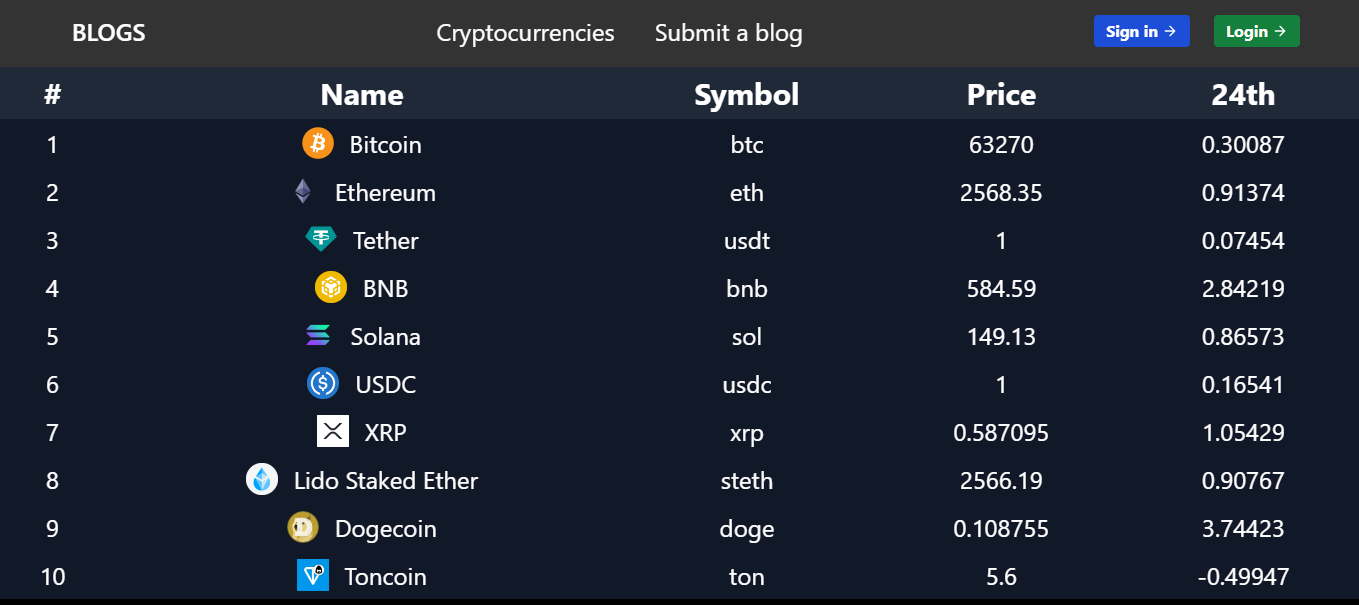 BLOGS Cryptocurrencies Submit a blog Sign in → Login →
# Name Symbol Price 24th
1 Bitcoin btc 63270 0.30087
2 Ethereum eth 2568.35 0.91374
3 Tether usdt 1 0.07454
4 BNB bnb 584.59 2.84219
5 Solana sol 149.13 0.86573
6 USDC usdc 1 0.16541
7 XRP xrp 0.587095 1.05429
8 Lido Staked Ether steth 2566.19 0.90767
9 Dogecoin doge 0.108755 3.74423
10 Toncoin ton 5.6 -0.49947